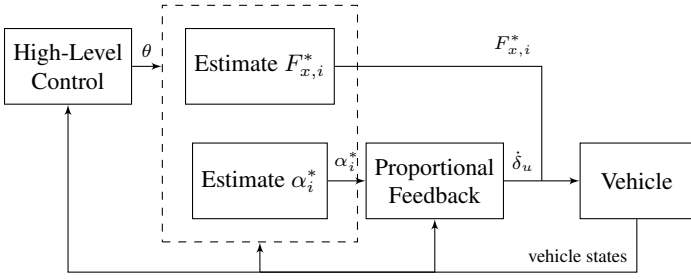 High-Level
Control
θ
Estimate F*x,i
F*x,i
Estimate α*i
α*i
Proportional
Feedback
δ̇u
Vehicle
vehicle states